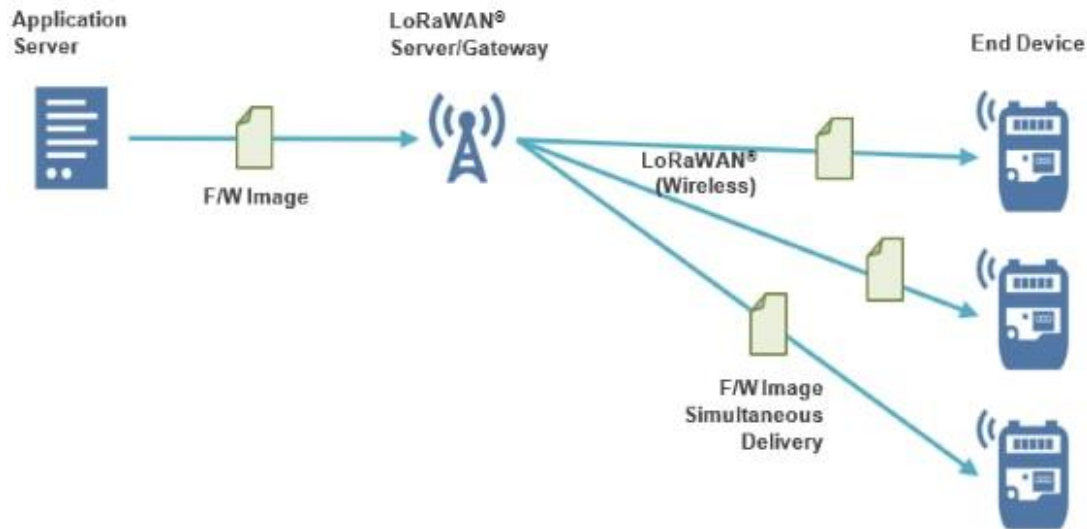 Application
Server
LoRaWAN®
Server/Gateway
End Device
F/W Image
LoRaWAN®
(Wireless)
F/W Image
Simultaneous
Delivery